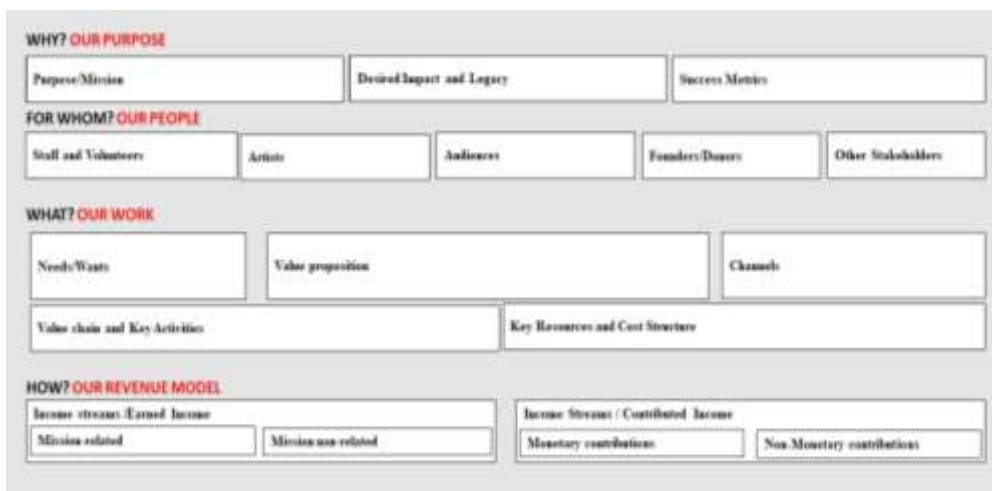 WHY? OUR PURPOSE
Purpose/Mission
Desired Impact and Legacy
Success Metrics
FOR WHOM? OUR PEOPLE
Staff and Volunteers
Artists
Audiences
Founders/Donors
Other Stakeholders
WHAT? OUR WORK
Needs/Wants
Value proposition
Channels
Value chain and Key Activities
Key Resources and Cost Structure
HOW? OUR REVENUE MODEL
Income streams /Earned Income
Income Streams / Contributed Income
Mission-related
Mission non-related
Monetary contributions
Non-Monetary contributions